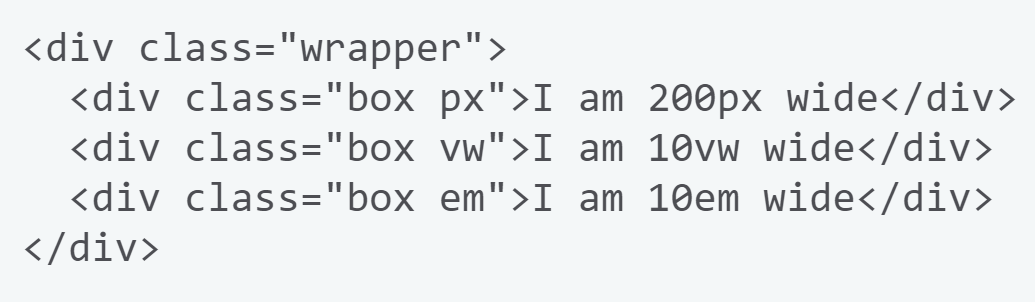 <div class="wrapper">
  <div class="box px">I am 200px wide</div>
  <div class="box vw">I am 10vw wide</div>
  <div class="box em">I am 10em wide</div>
</div>